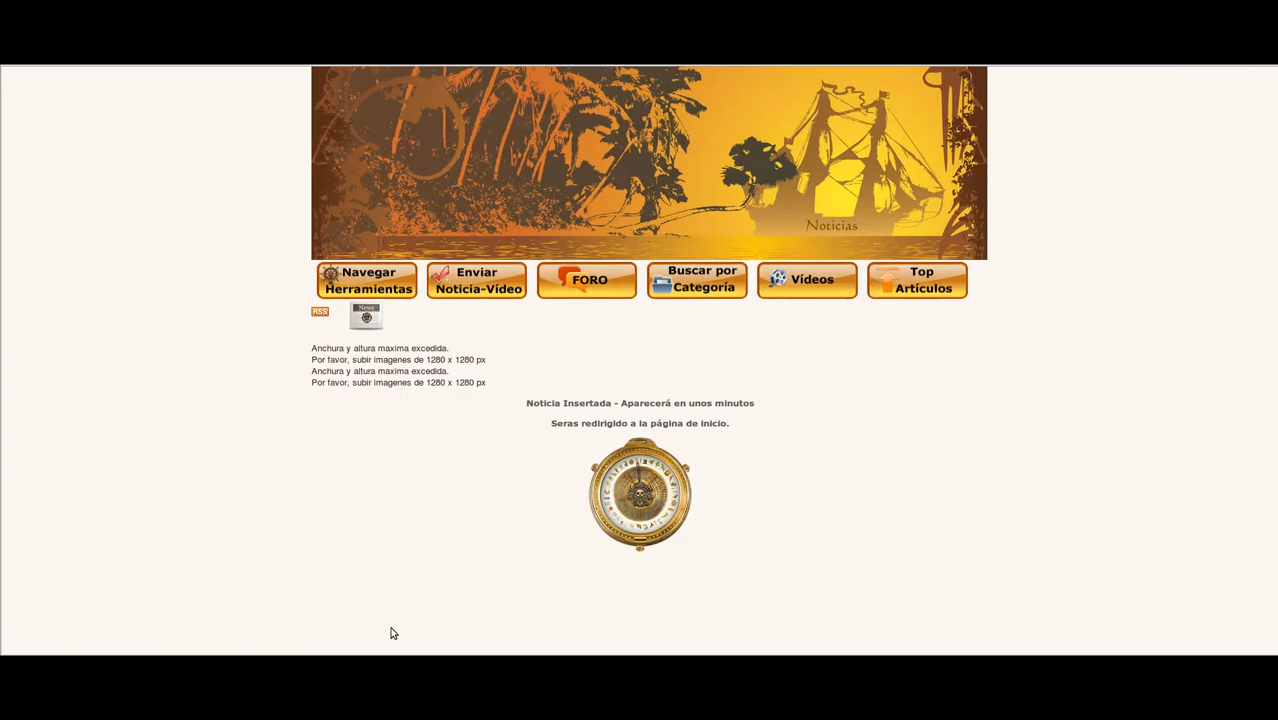 Noticias
Navegar
Herramientas
Enviar
Noticia-Vídeo
FORO
Buscar por
Categoría
Vídeos
Top
Artículos
RSS
News
Anchura y altura maxima excedida.
Por favor, subir imagenes de 1280 x 1280 px
Anchura y altura maxima excedida.
Por favor, subir imagenes de 1280 x 1280 px
Noticia Insertada - Aparecerá en unos minutos
Seras redirigido a la página de inicio.